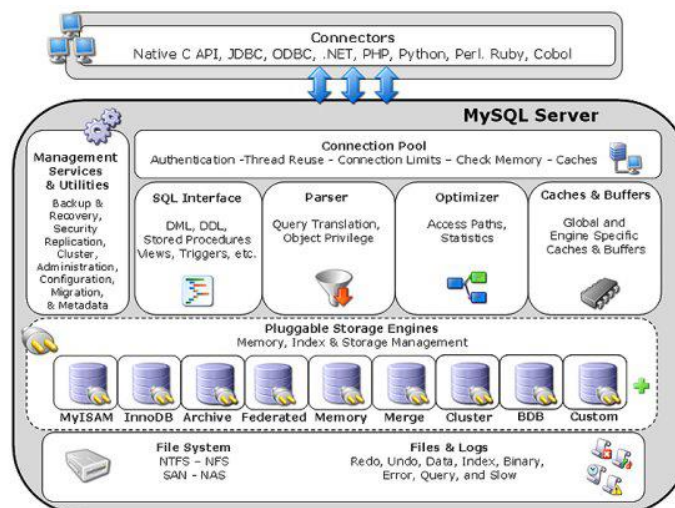 Connectors
Native C API, JDBC, ODBC, .NET, PHP, Python, Perl. Ruby, Cobol
MySQL Server
Management
Services
& Utilities
Backup &
Recovery,
Security
Replication,
Cluster,
Administration,
Configuration,
Migration,
& Metadata
Connection Pool
Authentication -Thread Reuse - Connection Limits - Check Memory - Caches
SQL Interface
DML, DDL,
Stored Procedures
Views, Triggers, etc.
Parser
Query Translation,
Object Privilege
Optimizer
Access Paths,
Statistics
Caches & Buffers
Global and
Engine Specific
Caches & Buffers
Pluggable Storage Engines
Memory, Index & Storage Management
MyISAM
InnoDB
Archive
Federated
Memory
Merge
Cluster
BDB
Custom
File System
NTFS - NFS
SAN - NAS
Files & Logs
Redo, Undo, Data, Index, Binary,
Error, Query, and Slow